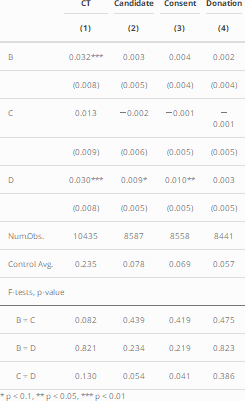 CT Candidate Contest Donation
(1) (2) (3) (4)
B 0.032*** 0.003 0.004 0.002
(0.008) (0.005) (0.004) (0.004)
C 0.013 −0.002 −0.001 −
0.001
(0.009) (0.006) (0.005) (0.005)
D 0.030*** 0.009* 0.010** 0.003
(0.008) (0.005) (0.005) (0.005)
Num.Obs. 10435 8587 8558 8441
Control Avg. 0.235 0.078 0.069 0.057
F-tests, p-value
B = C 0.082 0.439 0.419 0.475
B = D 0.821 0.234 0.219 0.823
C = D 0.130 0.054 0.041 0.386
* p < 0.1, ** p < 0.05, *** p < 0.01